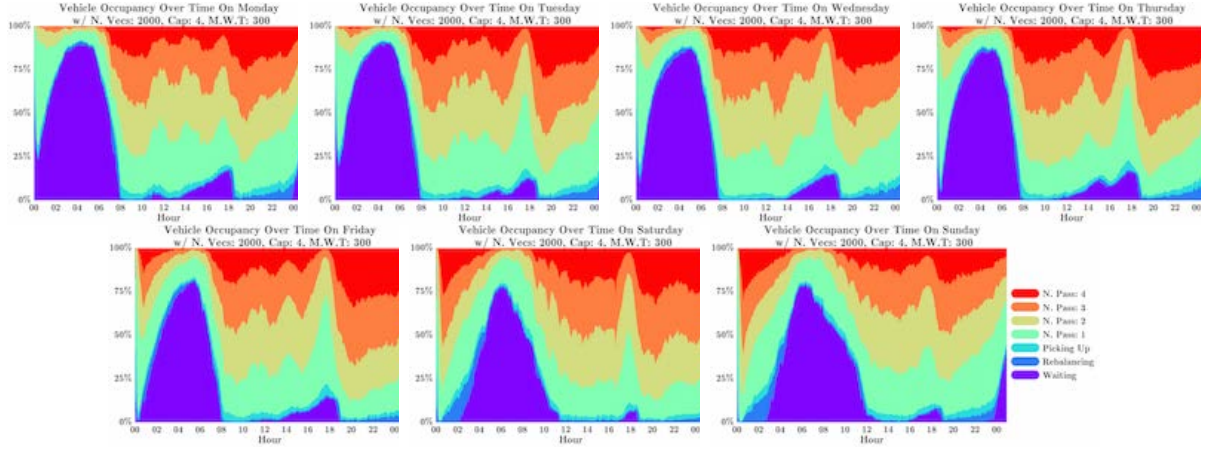 Vehicle Occupancy Over Time On Monday
w/ N. Vecs: 2000, Cap: 4, M.W.T: 300
100%
75%
50%
25%
0%
00 02 04 06 08 10 12 14 16 18 20 22 00
Hour
Vehicle Occupancy Over Time On Tuesday
w/ N. Vecs: 2000, Cap: 4, M.W.T: 300
100%
75%
50%
25%
0%
00 02 04 06 08 10 12 14 16 18 20 22 00
Hour
Vehicle Occupancy Over Time On Wednesday
w/ N. Vecs: 2000, Cap: 4, M.W.T: 300
100%
75%
50%
25%
0%
00 02 04 06 08 10 12 14 16 18 20 22 00
Hour
Vehicle Occupancy Over Time On Thursday
w/ N. Vecs: 2000, Cap: 4, M.W.T: 300
100%
75%
50%
25%
0%
00 02 04 06 08 10 12 14 16 18 20 22 00
Hour
Vehicle Occupancy Over Time On Friday
w/ N. Vecs: 2000, Cap: 4, M.W.T: 300
100%
75%
50%
25%
0%
00 02 04 06 08 10 12 14 16 18 20 22 00
Hour
Vehicle Occupancy Over Time On Saturday
w/ N. Vecs: 2000, Cap: 4, M.W.T: 300
100%
75%
50%
25%
0%
00 02 04 06 08 10 12 14 16 18 20 22 00
Hour
Vehicle Occupancy Over Time On Sunday
w/ N. Vecs: 2000, Cap: 4, M.W.T: 300
100%
75%
50%
25%
0%
00 02 04 06 08 10 12 14 16 18 20 22 00
Hour
N. Pass: 4
N. Pass: 3
N. Pass: 2
N. Pass: 1
Picking Up
Rebalancing
Waiting